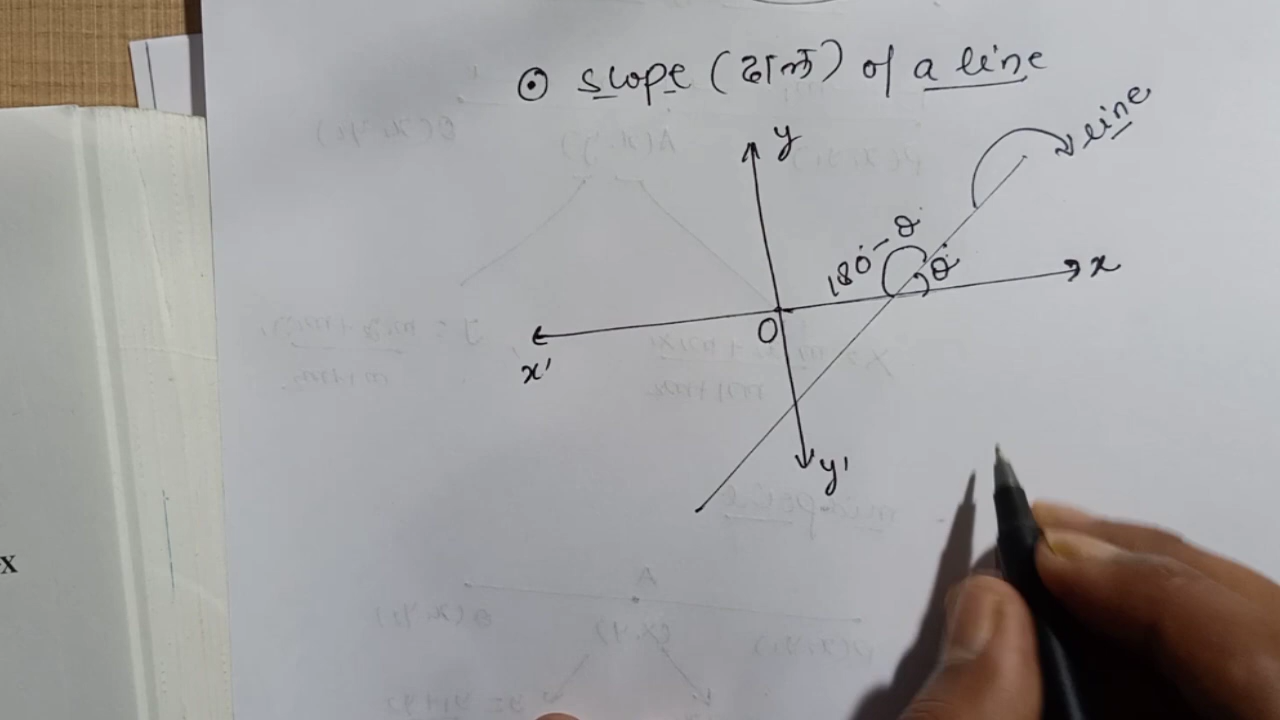 ⊙ slope (ঢাল) of a line
line
y
180° - θ
θ
x
O
x'
y'
X